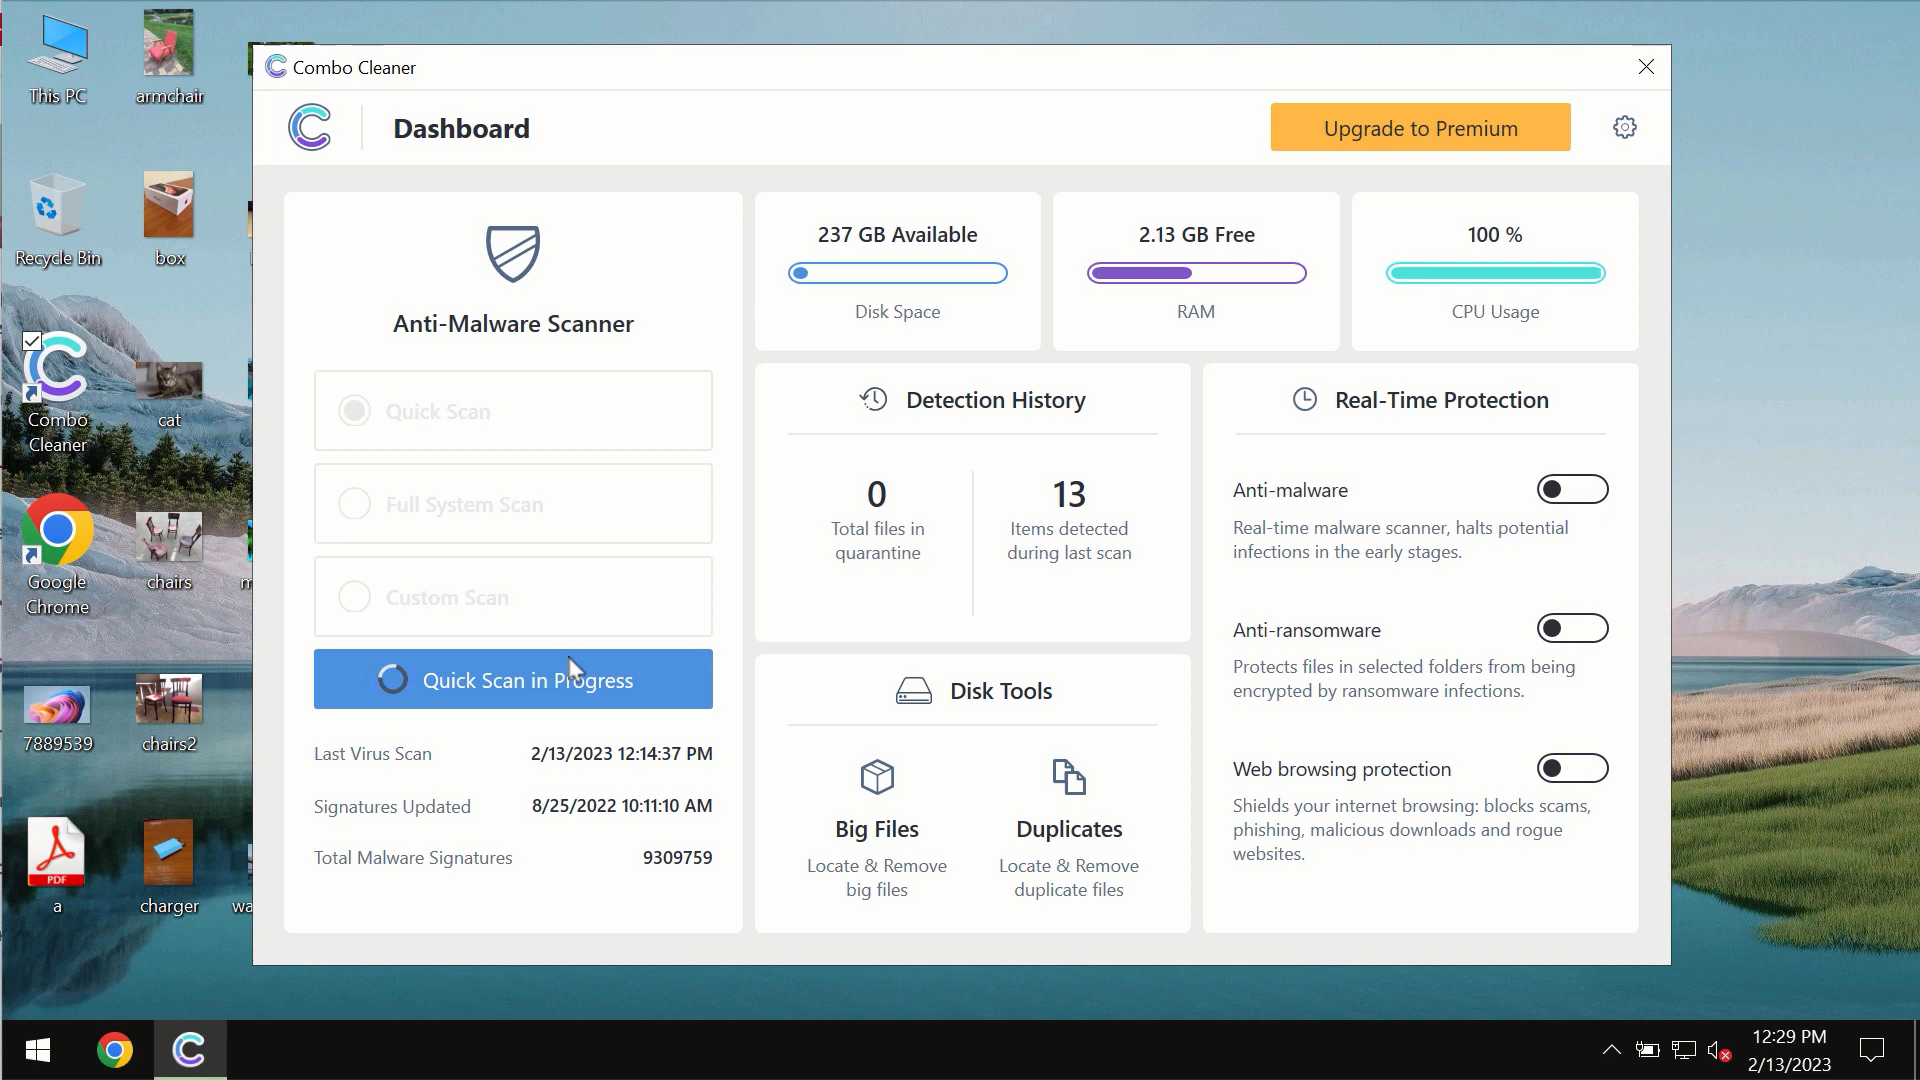 This PC
armchair
Recycle Bin
box
Combo
Cleaner
cat
Google
Chrome
chairs
7889539
chairs2
PDF
a
charger
wa
Combo Cleaner
Dashboard
Upgrade to Premium
Anti-Malware Scanner
Quick Scan
Full System Scan
Custom Scan
Quick Scan in Progress
Last Virus Scan 2/13/2023 12:14:37 PM
Signatures Updated 8/25/2022 10:11:10 AM
Total Malware Signatures 9309759
237 GB Available
Disk Space
2.13 GB Free
RAM
100 %
CPU Usage
Detection History
0
Total files in
quarantine
13
Items detected
during last scan
Disk Tools
Big Files
Locate & Remove
big files
Duplicates
Locate & Remove
duplicate files
Real-Time Protection
Anti-malware
Real-time malware scanner, halts potential
infections in the early stages.
Anti-ransomware
Protects files in selected folders from being
encrypted by ransomware infections.
Web browsing protection
Shields your internet browsing: blocks scams,
phishing, malicious downloads and rogue
websites.
12:29 PM
2/13/2023